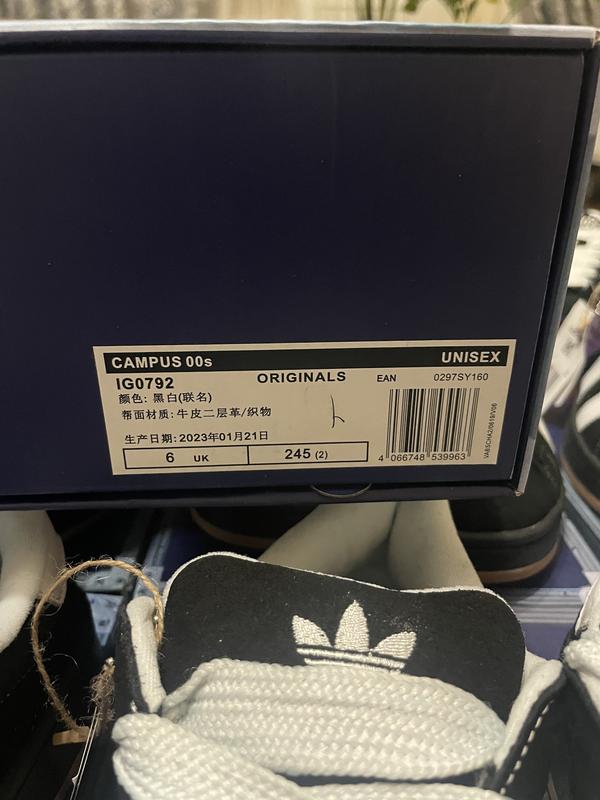 CAMPUS 00s UNISEX
IG0792 ORIGINALS EAN 0297SY160
颜色: 黑白(联名)
帮面材质: 牛皮二层革/织物
生产日期: 2023年01月21日
6 UK 245 (2)
4 066748 539963